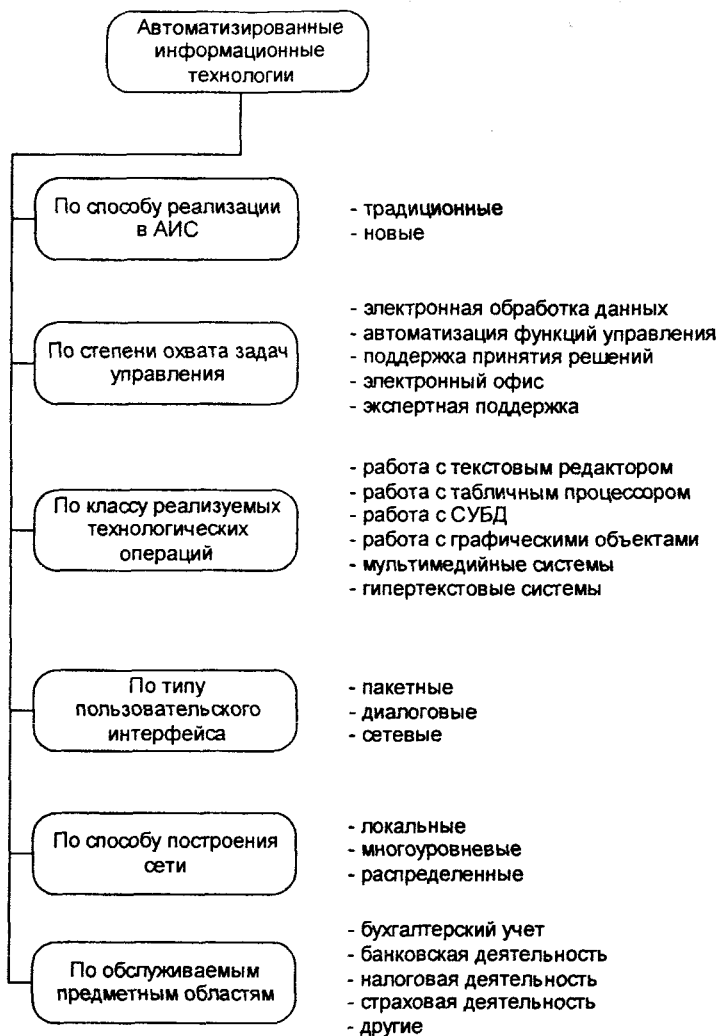 Автоматизированные
информационные
технологии
По способу реализации
в АИС
- традиционные
- новые
По степени охвата задач
управления
- электронная обработка данных
- автоматизация функций управления
- поддержка принятия решений
- электронный офис
- экспертная поддержка
По классу реализуемых
технологических
операций
- работа с текстовым редактором
- работа с табличным процессором
- работа с СУБД
- работа с графическими объектами
- мультимедийные системы
- гипертекстовые системы
По типу
пользовательского
интерфейса
- пакетные
- диалоговые
- сетевые
По способу построения
сети
- локальные
- многоуровневые
- распределенные
По обслуживаемым
предметным областям
- бухгалтерский учет
- банковская деятельность
- налоговая деятельность
- страховая деятельность
- другие